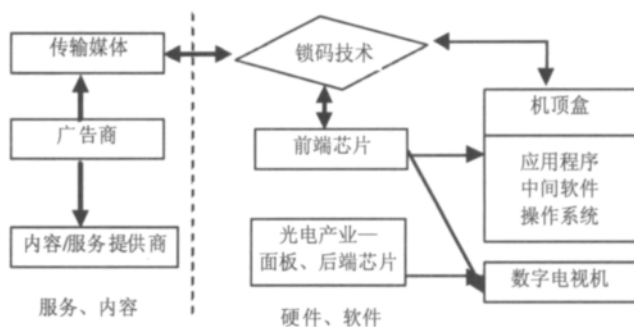 传输媒体
锁码技术
机顶盒
广告商
前端芯片
应用程序
中间软件
操作系统
内容/服务提供商
光电产业—
面板、后端芯片
数字电视机
服务、内容
硬件、软件